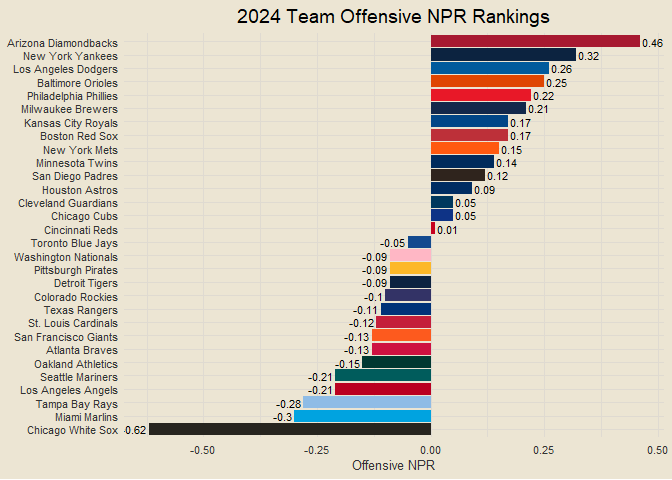 2024 Team Offensive NPR Rankings
Arizona Diamondbacks 0.46
New York Yankees 0.32
Los Angeles Dodgers 0.26
Baltimore Orioles 0.25
Philadelphia Phillies 0.22
Milwaukee Brewers 0.21
Kansas City Royals 0.17
Boston Red Sox 0.17
New York Mets 0.15
Minnesota Twins 0.14
San Diego Padres 0.12
Houston Astros 0.09
Cleveland Guardians 0.05
Chicago Cubs 0.05
Cincinnati Reds 0.01
Toronto Blue Jays -0.05
Washington Nationals -0.09
Pittsburgh Pirates -0.09
Detroit Tigers -0.09
Colorado Rockies -0.1
Texas Rangers -0.11
St. Louis Cardinals -0.12
San Francisco Giants -0.13
Atlanta Braves -0.13
Oakland Athletics -0.15
Seattle Mariners -0.21
Los Angeles Angels -0.21
Tampa Bay Rays -0.28
Miami Marlins -0.3
Chicago White Sox -0.62
-0.50 -0.25 0.00 0.25 0.50
Offensive NPR